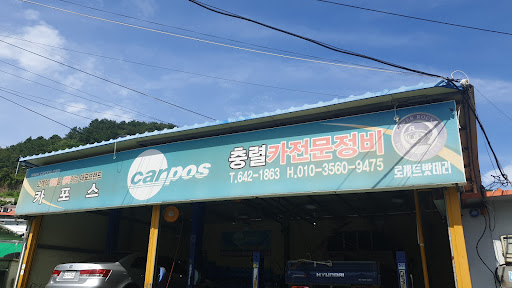 카포스
carpos
충렬카전문정비
T.642-1863 H.010-3560-9475
로케트밧데리
HYUNDAI